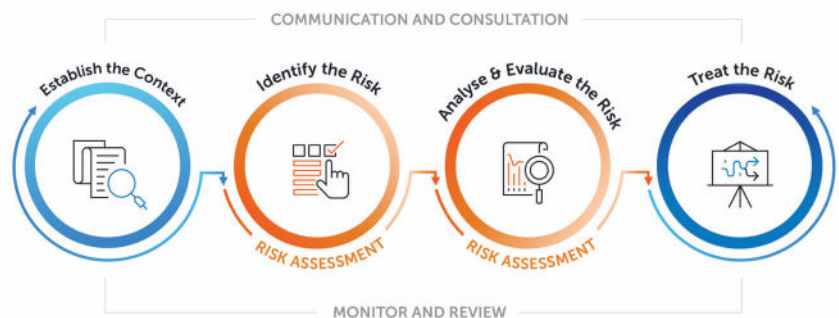 COMMUNICATION AND CONSULTATION
Establish the Context
Identify the Risk
Analyse & Evaluate the Risk
Treat the Risk
RISK ASSESSMENT
RISK ASSESSMENT
MONITOR AND REVIEW